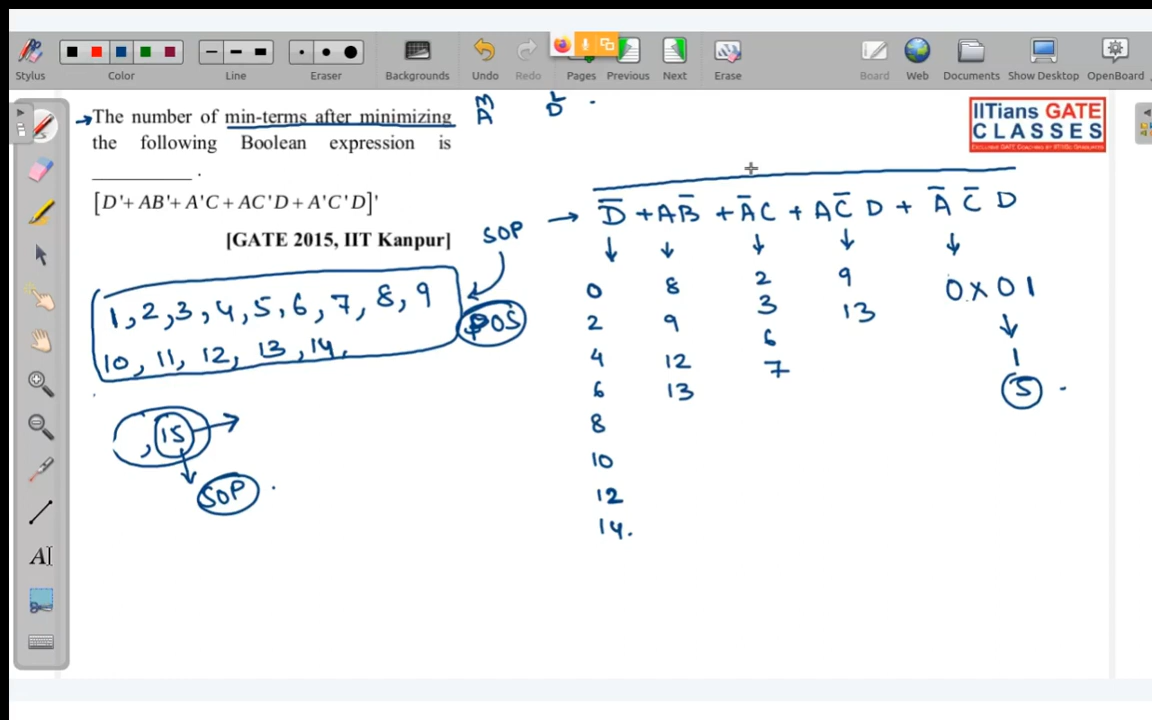 Stylus Color Line Eraser Backgrounds Undo Redo Pages Previous Next Erase Board Web Documents Show Desktop OpenBoard
M L
A D
IITians GATE
CLASSES
The number of min-terms after minimizing
the following Boolean expression is
__________ .
[D'+ AB'+ A'C + AC'D + A'C'D]'
[GATE 2015, IIT Kanpur]
SOP
→ D̅ + AB̅ + A̅C + AC̅D + A̅C̅D
0 8 2 9 0x01
2 9 3 13
4 12 6 1
6 13 7 5
8
10
12
14.
1, 2, 3, 4, 5, 6, 7, 8, 9
10, 11, 12, 13, 14,
POS
, 15
SOP
A